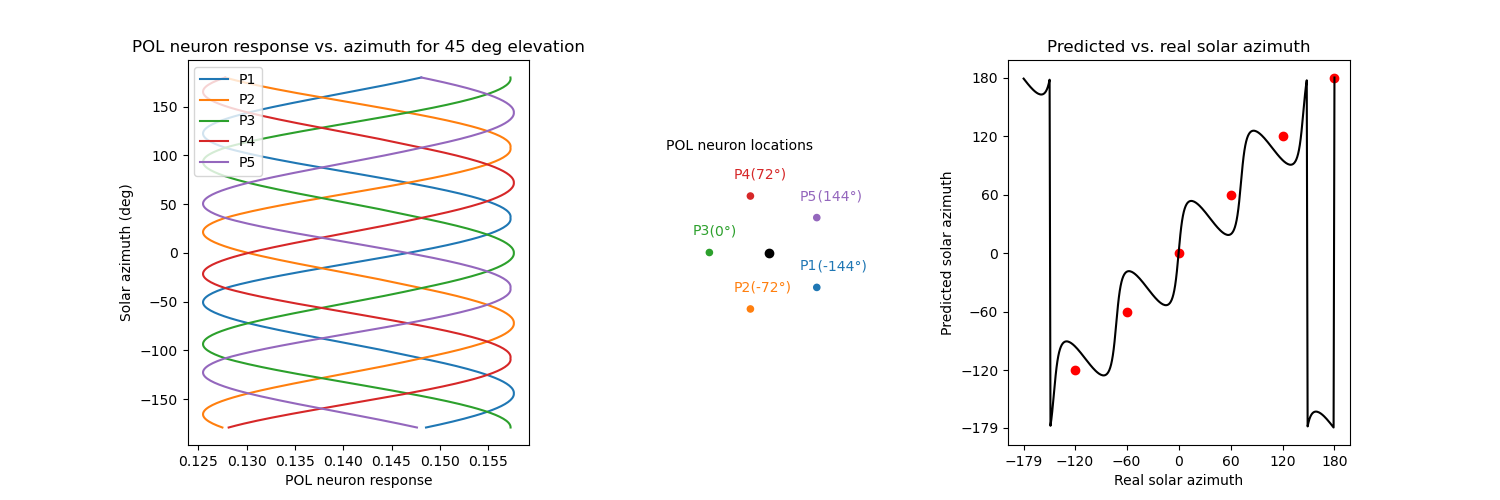 POL neuron response vs. azimuth for 45 deg elevation
P1
P2
P3
P4
P5
150
100
50
0
−50
−100
−150
Solar azimuth (deg)
0.125 0.130 0.135 0.140 0.145 0.150 0.155
POL neuron response
POL neuron locations
P4(72°)
P5(144°)
P3(0°)
P1(-144°)
P2(-72°)
Predicted vs. real solar azimuth
180
120
60
0
−60
−120
−179
Predicted solar azimuth
−179 −120 −60 0 60 120 180
Real solar azimuth